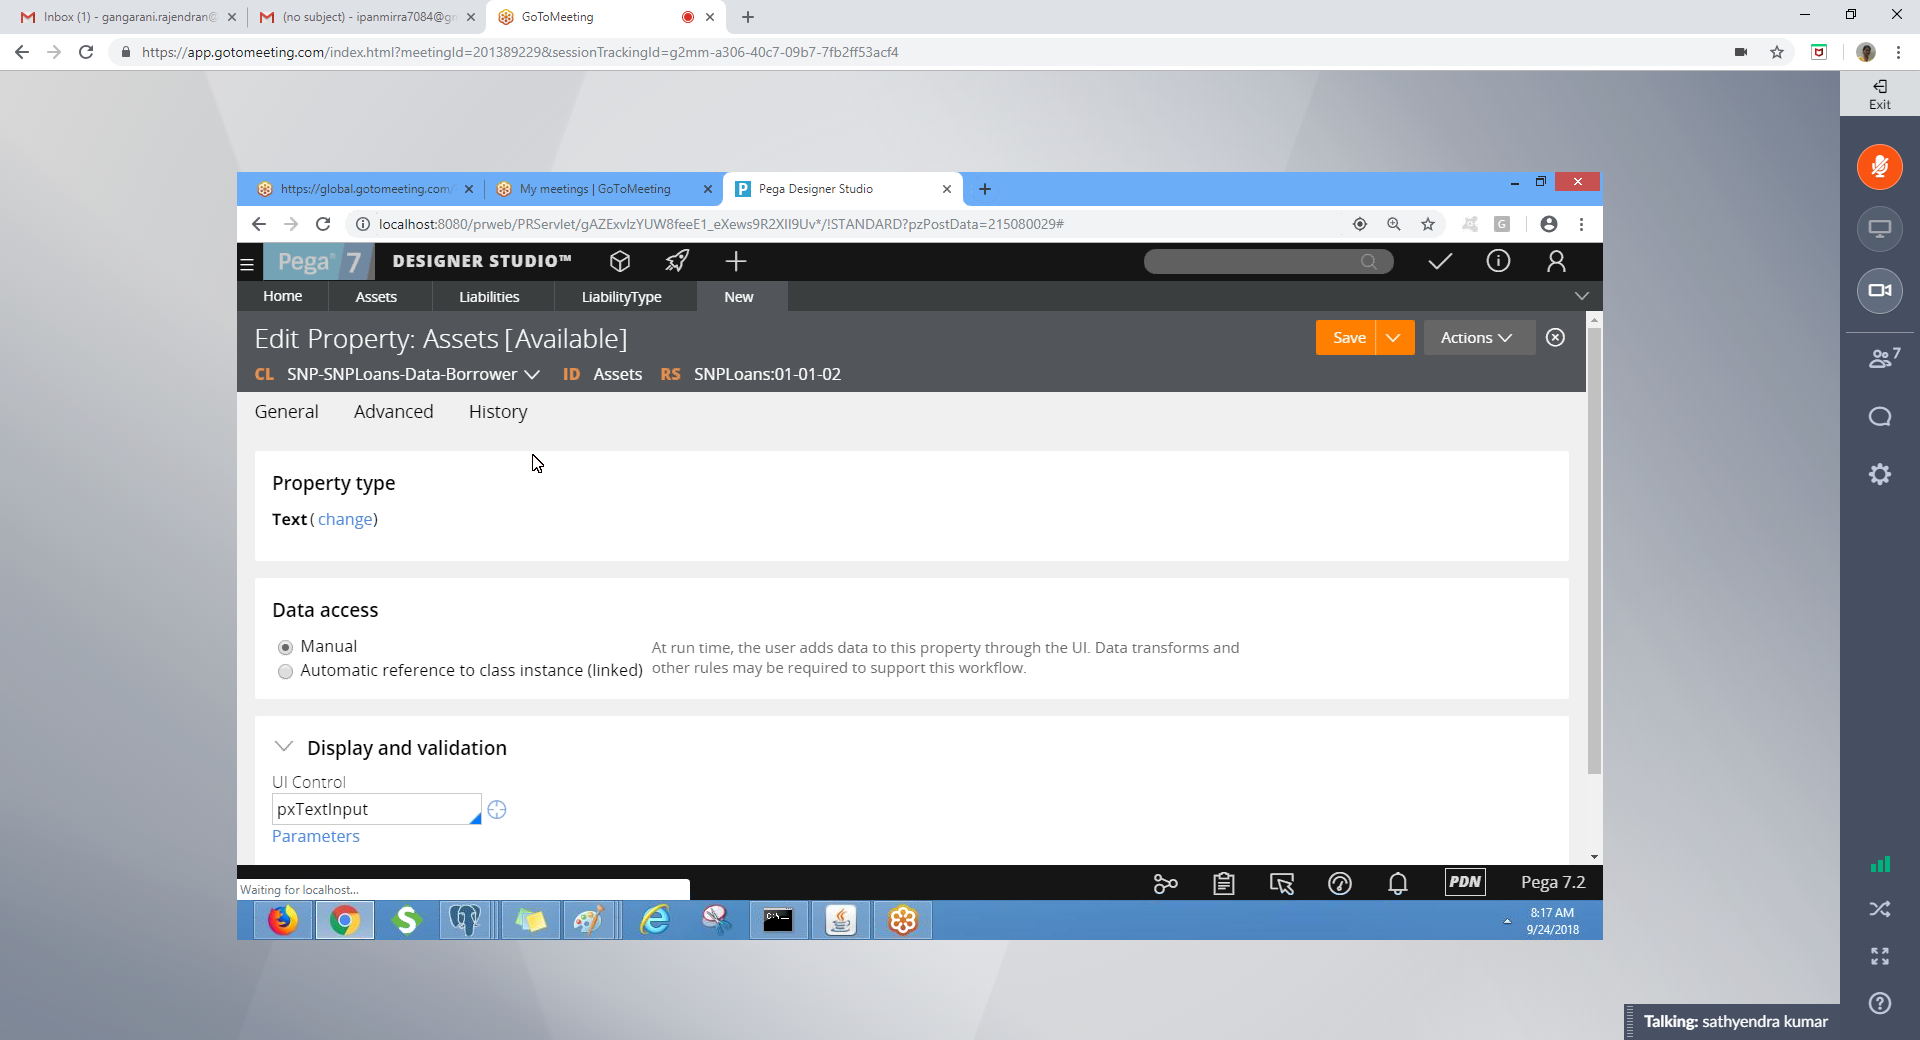 Inbox (1) - gangarani.rajendran@
(no subject) - ipanmirra7084@gr
GoToMeeting
https://app.gotomeeting.com/index.html?meetingId=201389229&sessionTrackingId=g2mm-a306-40c7-09b7-7fb2ff53acf4
Exit
https://global.gotomeeting.com/
My meetings | GoToMeeting
Pega Designer Studio
localhost:8080/prweb/PRServlet/gAZExvlzYUW8feeE1_eXews9R2XII9Uv*/!STANDARD?pzPostData=215080029#
Pega 7
DESIGNER STUDIO™
Home
Assets
Liabilities
LiabilityType
New
Edit Property: Assets [Available]
Save
Actions
CL SNP-SNPLoans-Data-Borrower ID Assets RS SNPLoans:01-01-02
7
General
Advanced
History
Property type
Text ( change)
Data access
Manual
Automatic reference to class instance (linked)
At run time, the user adds data to this property through the UI. Data transforms and
other rules may be required to support this workflow.
Display and validation
UI Control
pxTextInput
Parameters
Waiting for localhost...
PDN
Pega 7.2
C:\_
8:17 AM
9/24/2018
Talking: sathyendra kumar